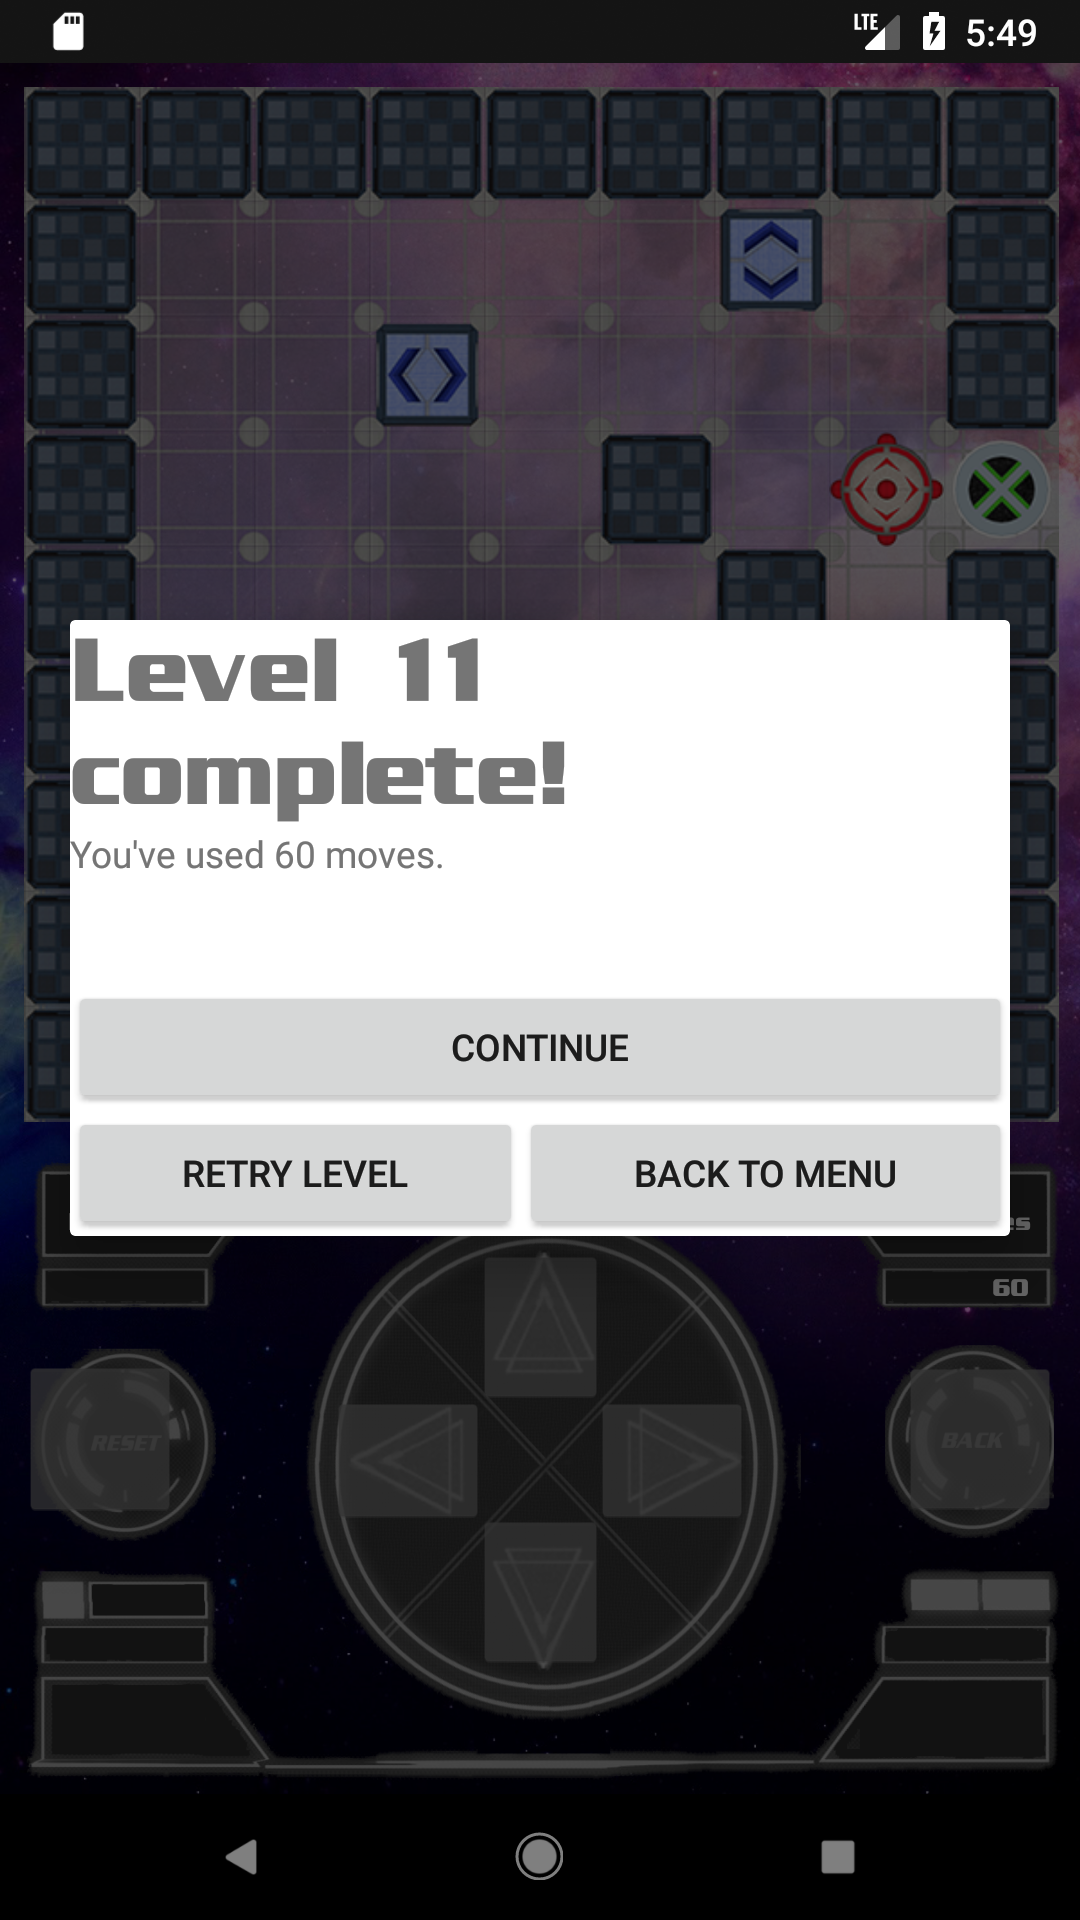 LTE 5:49
Level 11
complete!
You've used 60 moves.
CONTINUE
RETRY LEVEL BACK TO MENU
60
RESET BACK